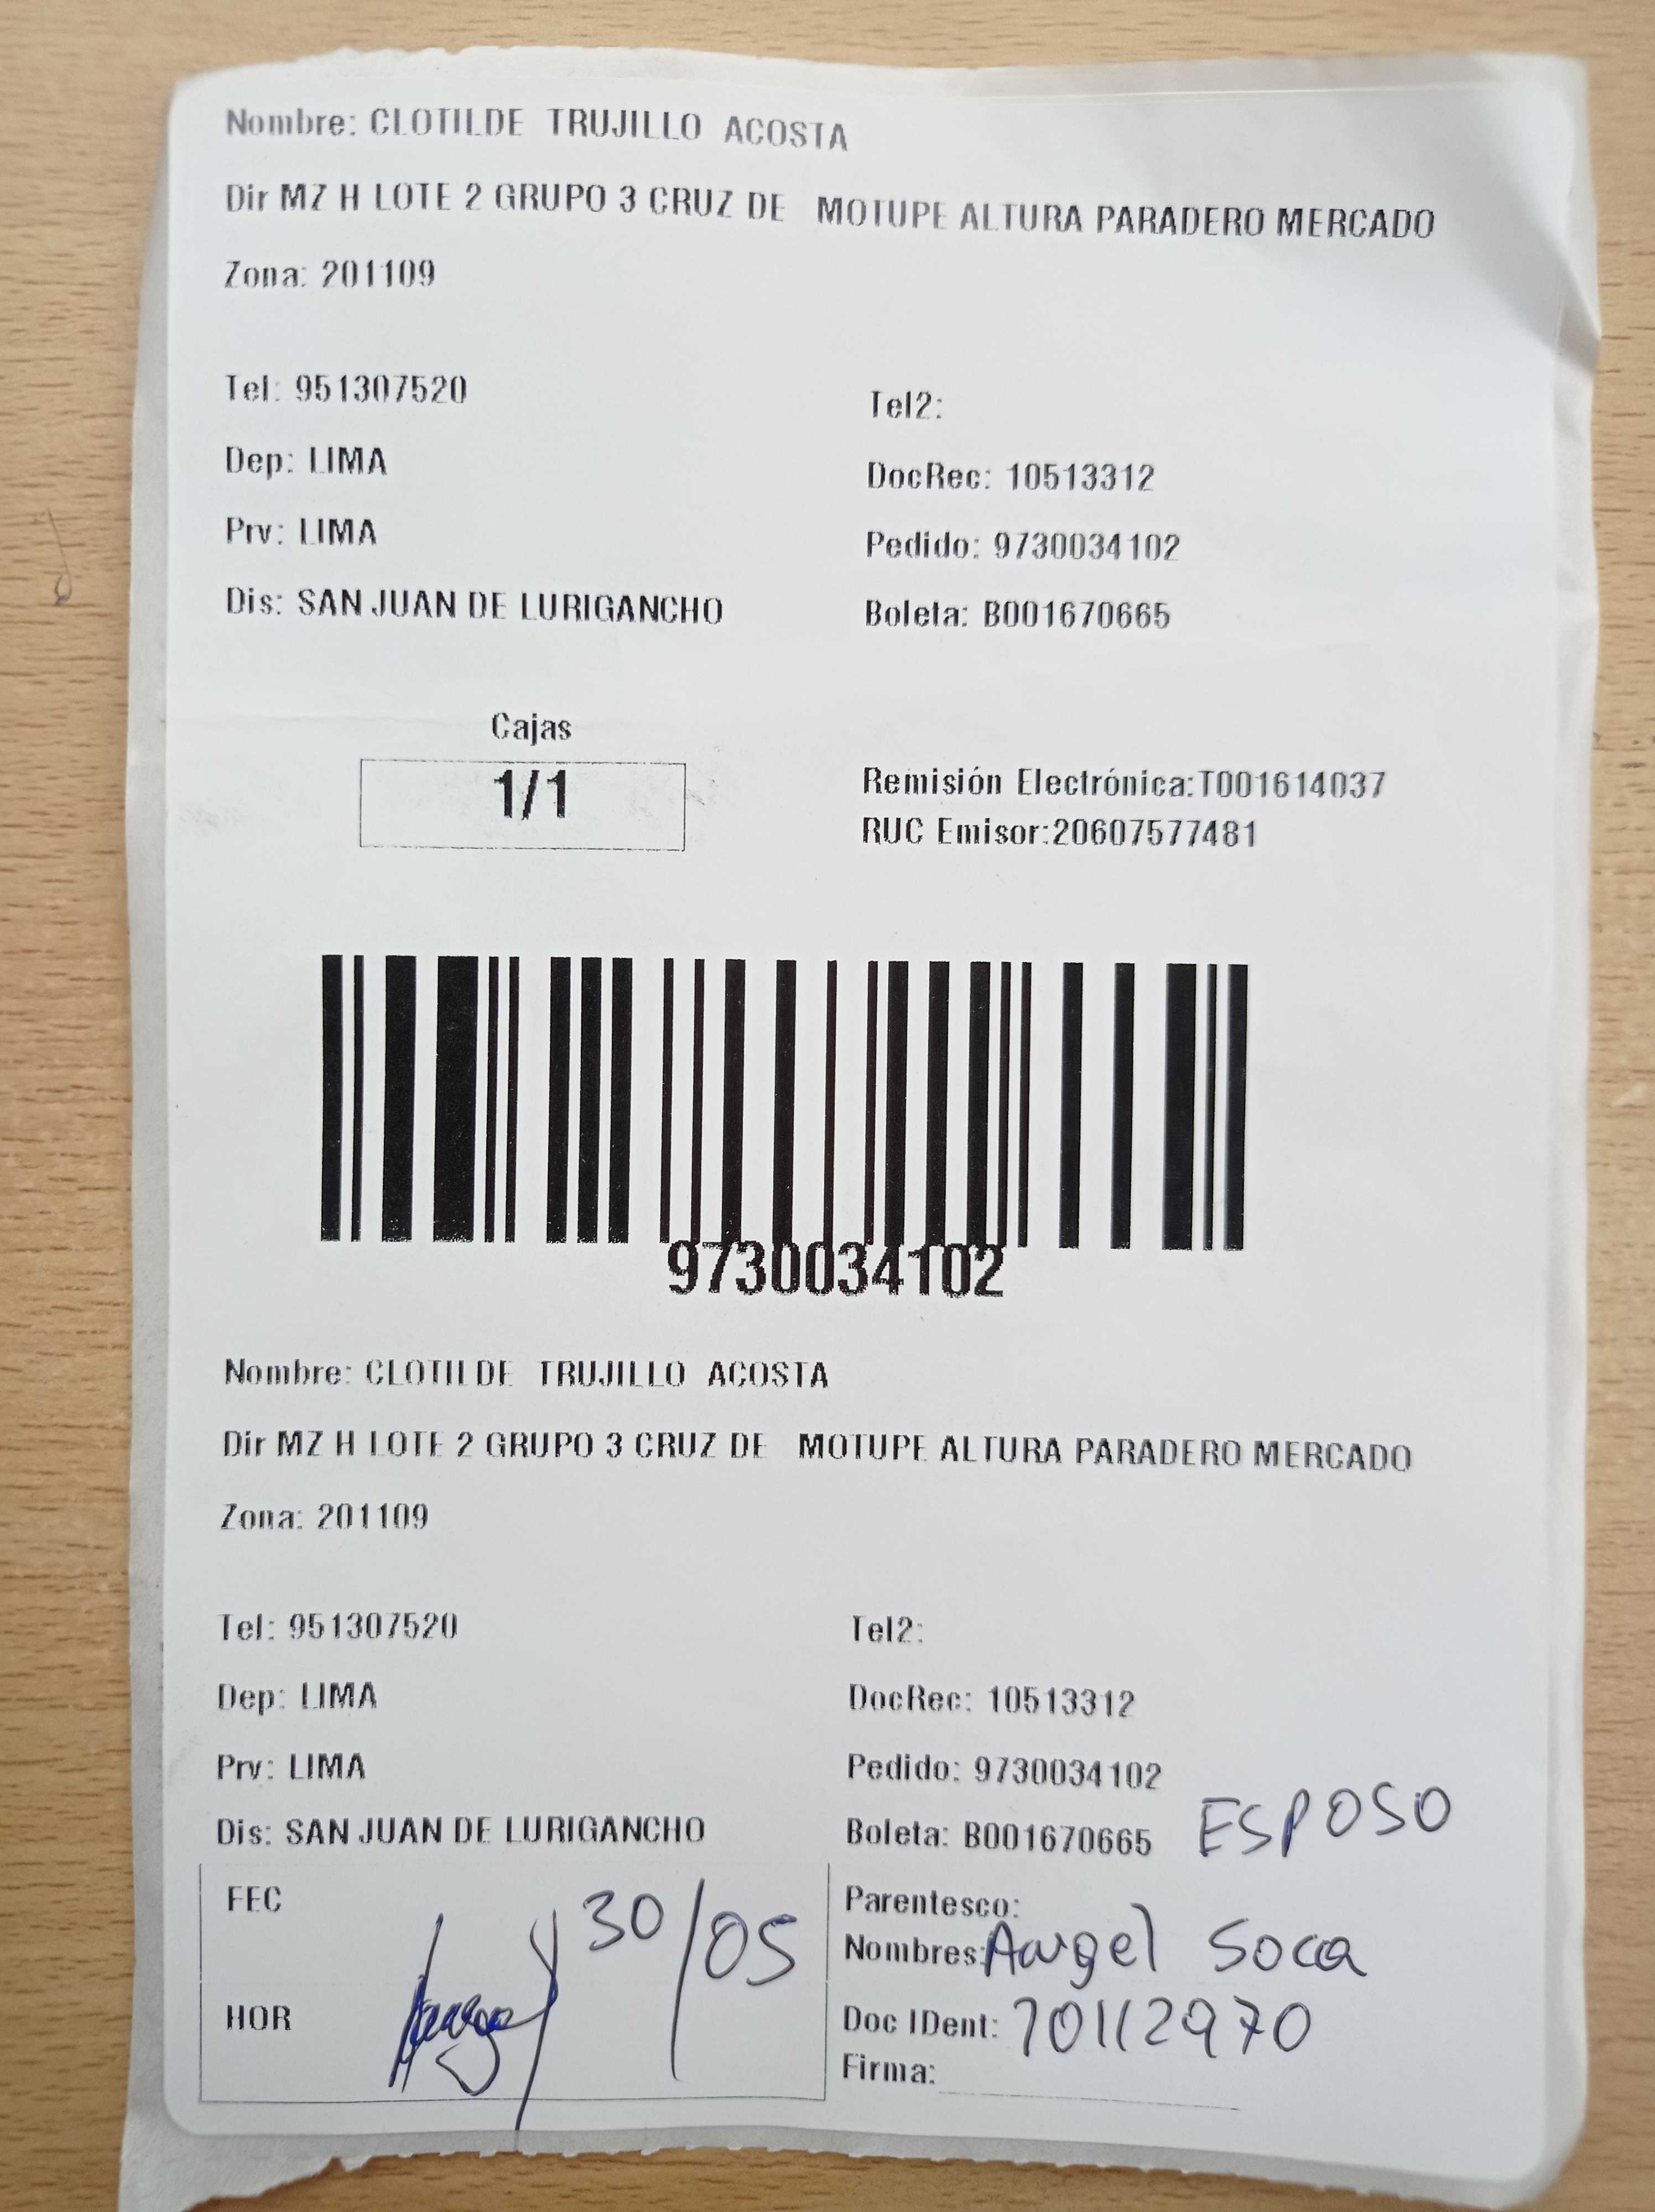 Nombre: CLOTILDE TRUJILLO ACOSTA
Dir MZ H LOTE 2 GRUPO 3 CRUZ DE MOTUPE ALTURA PARADERO MERCADO
Zona: 201109
Tel: 951307520
Tel2:
Dep: LIMA
DocRec: 10513312
Prv: LIMA
Pedido: 9730034102
Dis: SAN JUAN DE LURIGANCHO
Boleta: B001670665
Cajas
1/1
Remisión Electrónica:T001614037
RUC Emisor:20607577481
9730034102
Nombre: CLOTILDE TRUJILLO ACOSTA
Dir MZ H LOTE 2 GRUPO 3 CRUZ DE MOTUPE ALTURA PARADERO MERCADO
Zona: 201109
Tel: 951307520
Tel2:
Dep: LIMA
DocRec: 10513312
Prv: LIMA
Pedido: 9730034102
Dis: SAN JUAN DE LURIGANCHO
Boleta: B001670665
ESPOSO
FEC
30/05
HOR
Parentesco:
Nombres: Angel Soca
Doc IDent: 70112970
Firma: